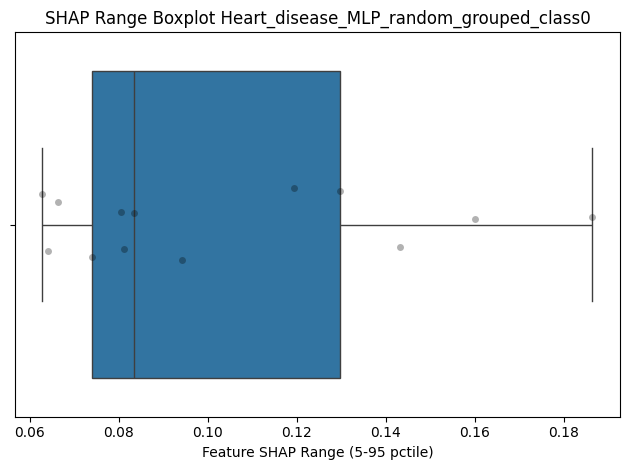 SHAP Range Boxplot Heart_disease_MLP_random_grouped_class0
0.06 0.08 0.10 0.12 0.14 0.16 0.18
Feature SHAP Range (5-95 pctile)